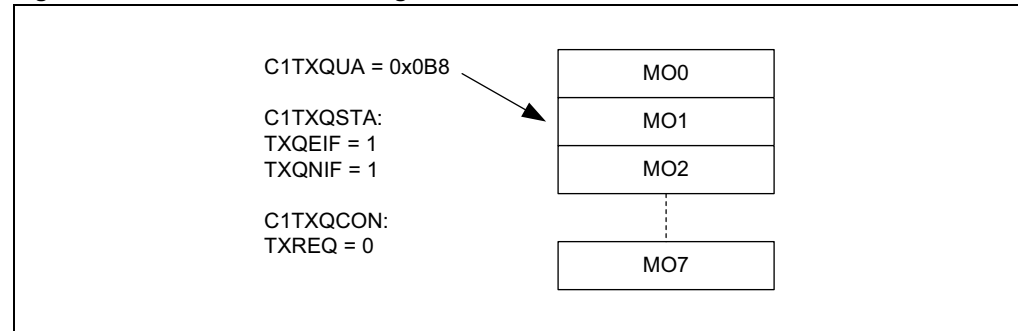 C1TXQUA = 0x0B8
C1TXQSTA:
TXQEIF = 1
TXQNIF = 1
C1TXQCON:
TXREQ = 0
MO0
MO1
MO2
MO7